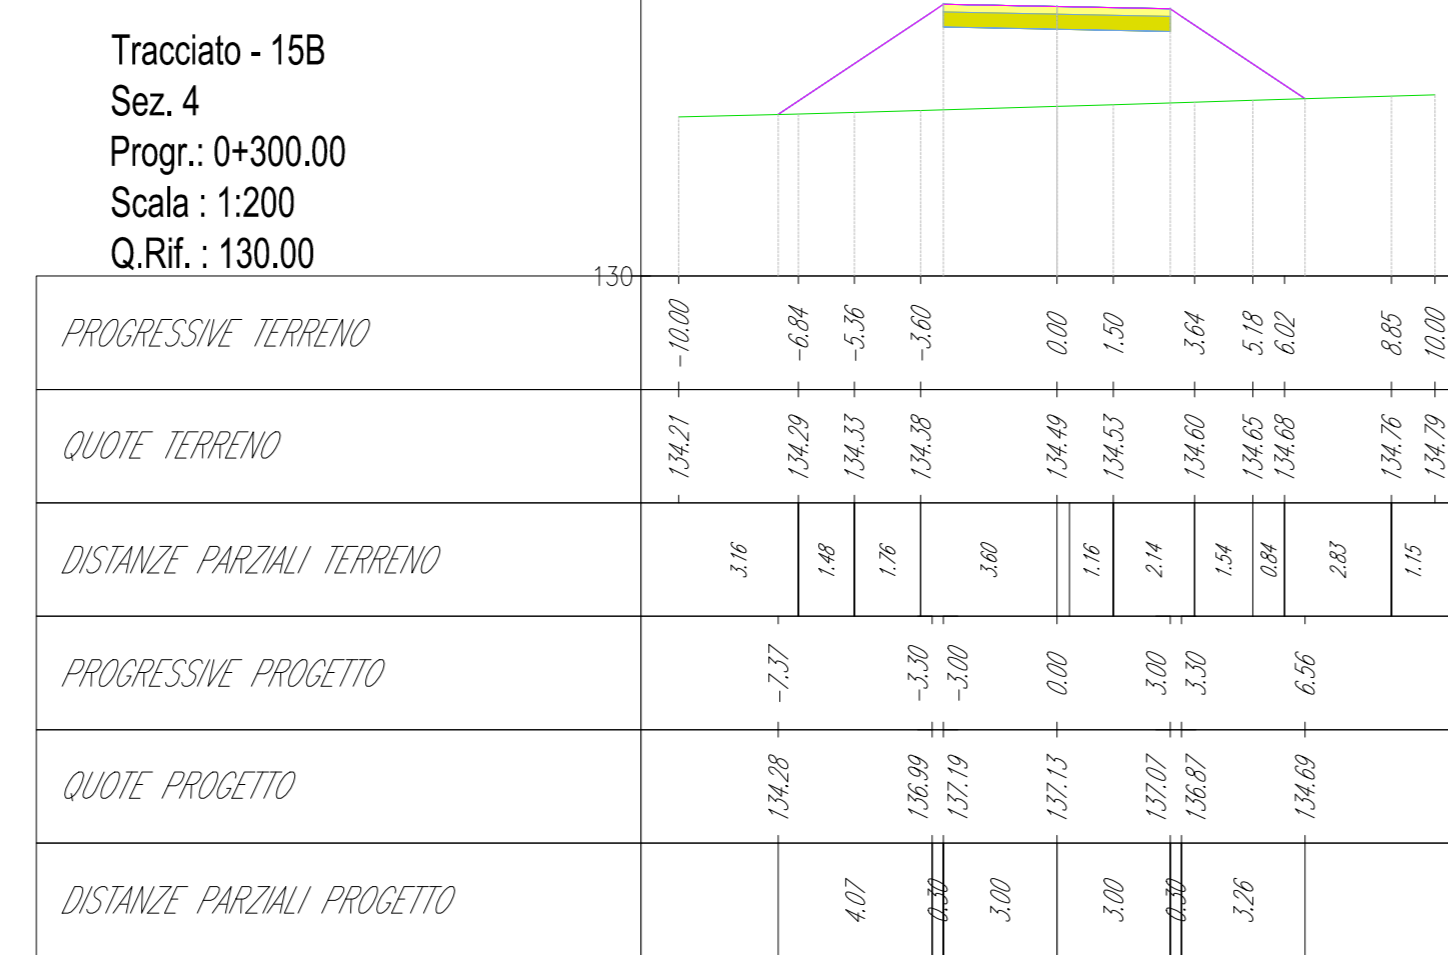 Tracciato - 15B
Sez. 4
Progr.: 0+300.00
Scala : 1:200
Q.Rif. : 130.00
130
PROGRESSIVE TERRENO -10.00 -6.84 -5.36 -3.60 0.00 1.50 3.64 5.18 6.02 8.85 10.00
QUOTE TERRENO 134.21 134.29 134.33 134.38 134.49 134.53 134.60 134.65 134.68 134.76 134.79
DISTANZE PARZIALI TERRENO 3.16 1.48 1.76 3.60 1.16 2.14 1.54 0.84 2.83 1.15
PROGRESSIVE PROGETTO -7.37 -3.30 -3.00 0.00 3.00 3.30 6.56
QUOTE PROGETTO 134.28 136.99 137.19 137.13 137.07 136.87 134.69
DISTANZE PARZIALI PROGETTO 4.07 0.30 3.00 3.00 0.30 3.26